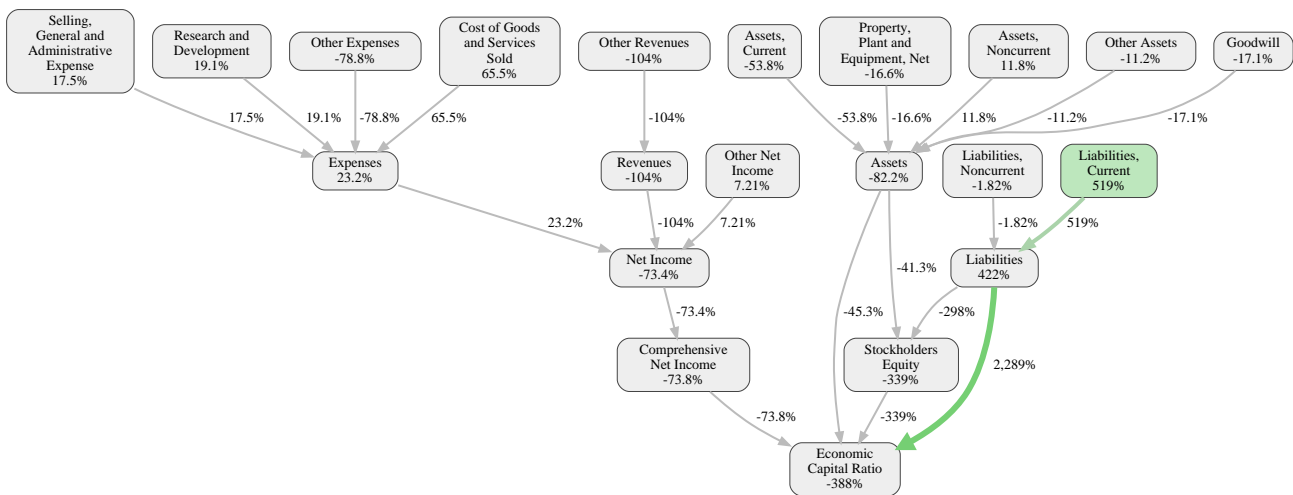 Selling,
General and
Administrative
Expense
17.5%
Research and
Development
19.1%
Other Expenses
-78.8%
Cost of Goods
and Services
Sold
65.5%
Other Revenues
-104%
Assets,
Current
-53.8%
Property,
Plant and
Equipment, Net
-16.6%
Assets,
Noncurrent
11.8%
Other Assets
-11.2%
Goodwill
-17.1%
17.5%
19.1%
-78.8%
65.5%
-104%
-53.8%
-16.6%
11.8%
-11.2%
-17.1%
Expenses
23.2%
Revenues
-104%
Other Net
Income
7.21%
Assets
-82.2%
Liabilities,
Noncurrent
-1.82%
Liabilities,
Current
519%
23.2%
-104%
7.21%
-1.82%
519%
Net Income
-73.4%
-41.3%
Liabilities
422%
-73.4%
-45.3%
-298%
Comprehensive
Net Income
-73.8%
Stockholders
Equity
-339%
2,289%
-73.8%
-339%
Economic
Capital Ratio
-388%